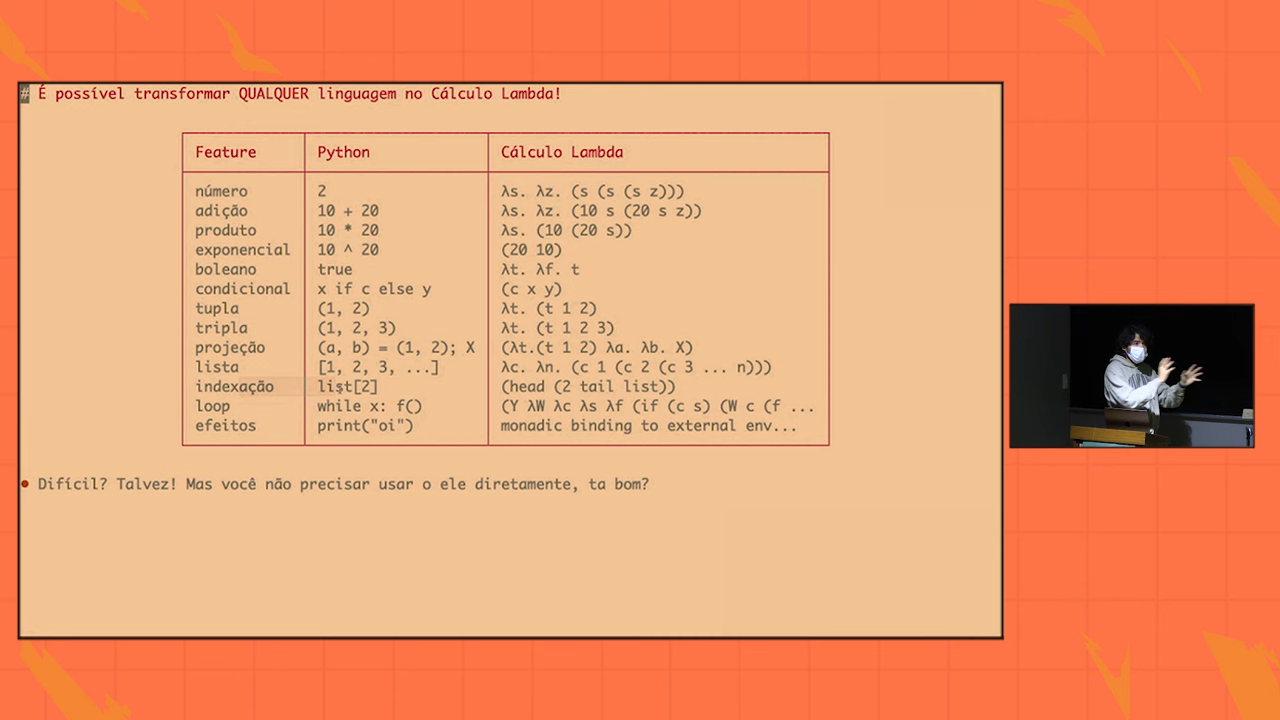 # É possível transformar QUALQUER linguagem no Cálculo Lambda!
Feature Python Cálculo Lambda
número 2 λs. λz. (s (s (s z)))
adição 10 + 20 λs. λz. (10 s (20 s z))
produto 10 * 20 λs. (10 (20 s))
exponencial 10 ^ 20 (20 10)
boleano true λt. λf. t
condicional x if c else y (c x y)
tupla (1, 2) λt. (t 1 2)
tripla (1, 2, 3) λt. (t 1 2 3)
projeção (a, b) = (1, 2); X (λt.(t 1 2) λa. λb. X)
lista [1, 2, 3, ...] λc. λn. (c 1 (c 2 (c 3 ... n)))
indexação list[2] (head (2 tail list))
loop while x: f() (Y λW λc λs λf (if (c s) (W c (f ...
efeitos print("oi") monadic binding to external env...
• Difícil? Talvez! Mas você não precisar usar o ele diretamente, ta bom?